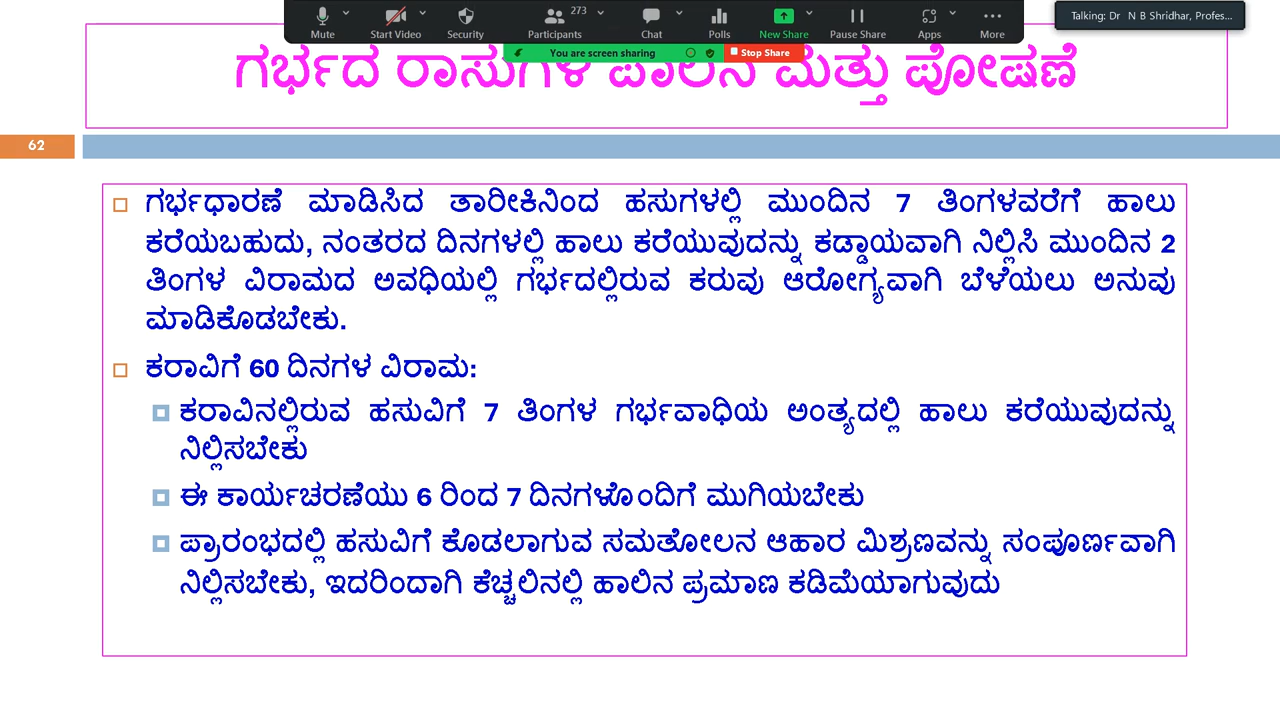 273
Mute
Start Video
Security
Participants
Chat
Polls
New Share
Pause Share
Apps
More
Talking: Dr N B Shridhar, Profes...
You are screen sharing
Stop Share
ಗರ್ಭದ ರಾಸುಗಳ ಪಾಲನೆ ಮತ್ತು ಪೋಷಣೆ
62
ಗರ್ಭಧಾರಣೆ ಮಾಡಿಸಿದ ತಾರೀಕಿನಿಂದ ಹಸುಗಳಲ್ಲಿ ಮುಂದಿನ 7 ತಿಂಗಳವರೆಗೆ ಹಾಲು
ಕರೆಯಬಹುದು, ನಂತರದ ದಿನಗಳಲ್ಲಿ ಹಾಲು ಕರೆಯುವುದನ್ನು ಕಡ್ಡಾಯವಾಗಿ ನಿಲ್ಲಿಸಿ ಮುಂದಿನ 2
ತಿಂಗಳ ವಿರಾಮದ ಅವಧಿಯಲ್ಲಿ ಗರ್ಭದಲ್ಲಿರುವ ಕರುವು ಆರೋಗ್ಯವಾಗಿ ಬೆಳೆಯಲು ಅನುವು
ಮಾಡಿಕೊಡಬೇಕು.
ಕರಾವಿಗೆ 60 ದಿನಗಳ ವಿರಾಮ:
ಕರಾವಿನಲ್ಲಿರುವ ಹಸುವಿಗೆ 7 ತಿಂಗಳ ಗರ್ಭವಾಧಿಯ ಅಂತ್ಯದಲ್ಲಿ ಹಾಲು ಕರೆಯುವುದನ್ನು
ನಿಲ್ಲಿಸಬೇಕು
ಈ ಕಾರ್ಯಚರಣೆಯು 6 ರಿಂದ 7 ದಿನಗಳೊಂದಿಗೆ ಮುಗಿಯಬೇಕು
ಪ್ರಾರಂಭದಲ್ಲಿ ಹಸುವಿಗೆ ಕೊಡಲಾಗುವ ಸಮತೋಲನ ಆಹಾರ ಮಿಶ್ರಣವನ್ನು ಸಂಪೂರ್ಣವಾಗಿ
ನಿಲ್ಲಿಸಬೇಕು, ಇದರಿಂದಾಗಿ ಕೆಚ್ಚಲಿನಲ್ಲಿ ಹಾಲಿನ ಪ್ರಮಾಣ ಕಡಿಮೆಯಾಗುವುದು